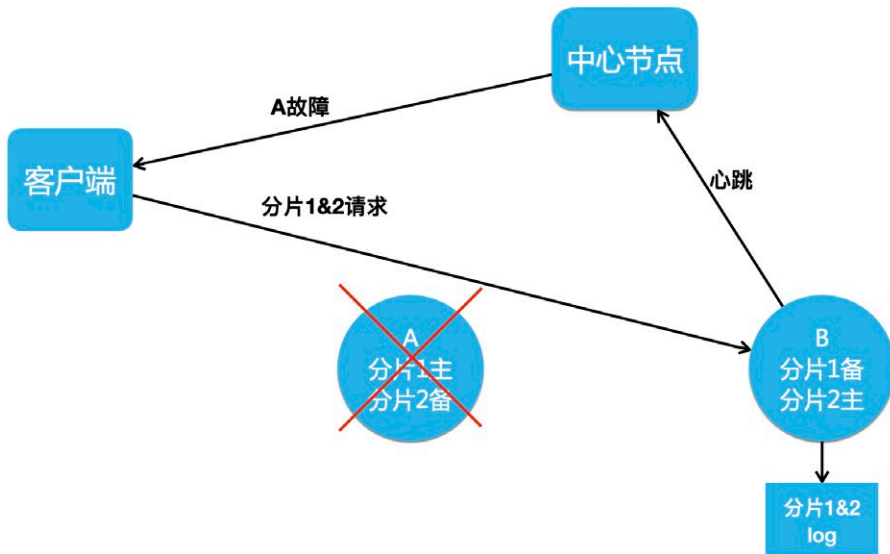 中心节点
A故障
客户端
心跳
分片1&2请求
A
分片1主
分片2备
B
分片1备
分片2主
分片1&2
log